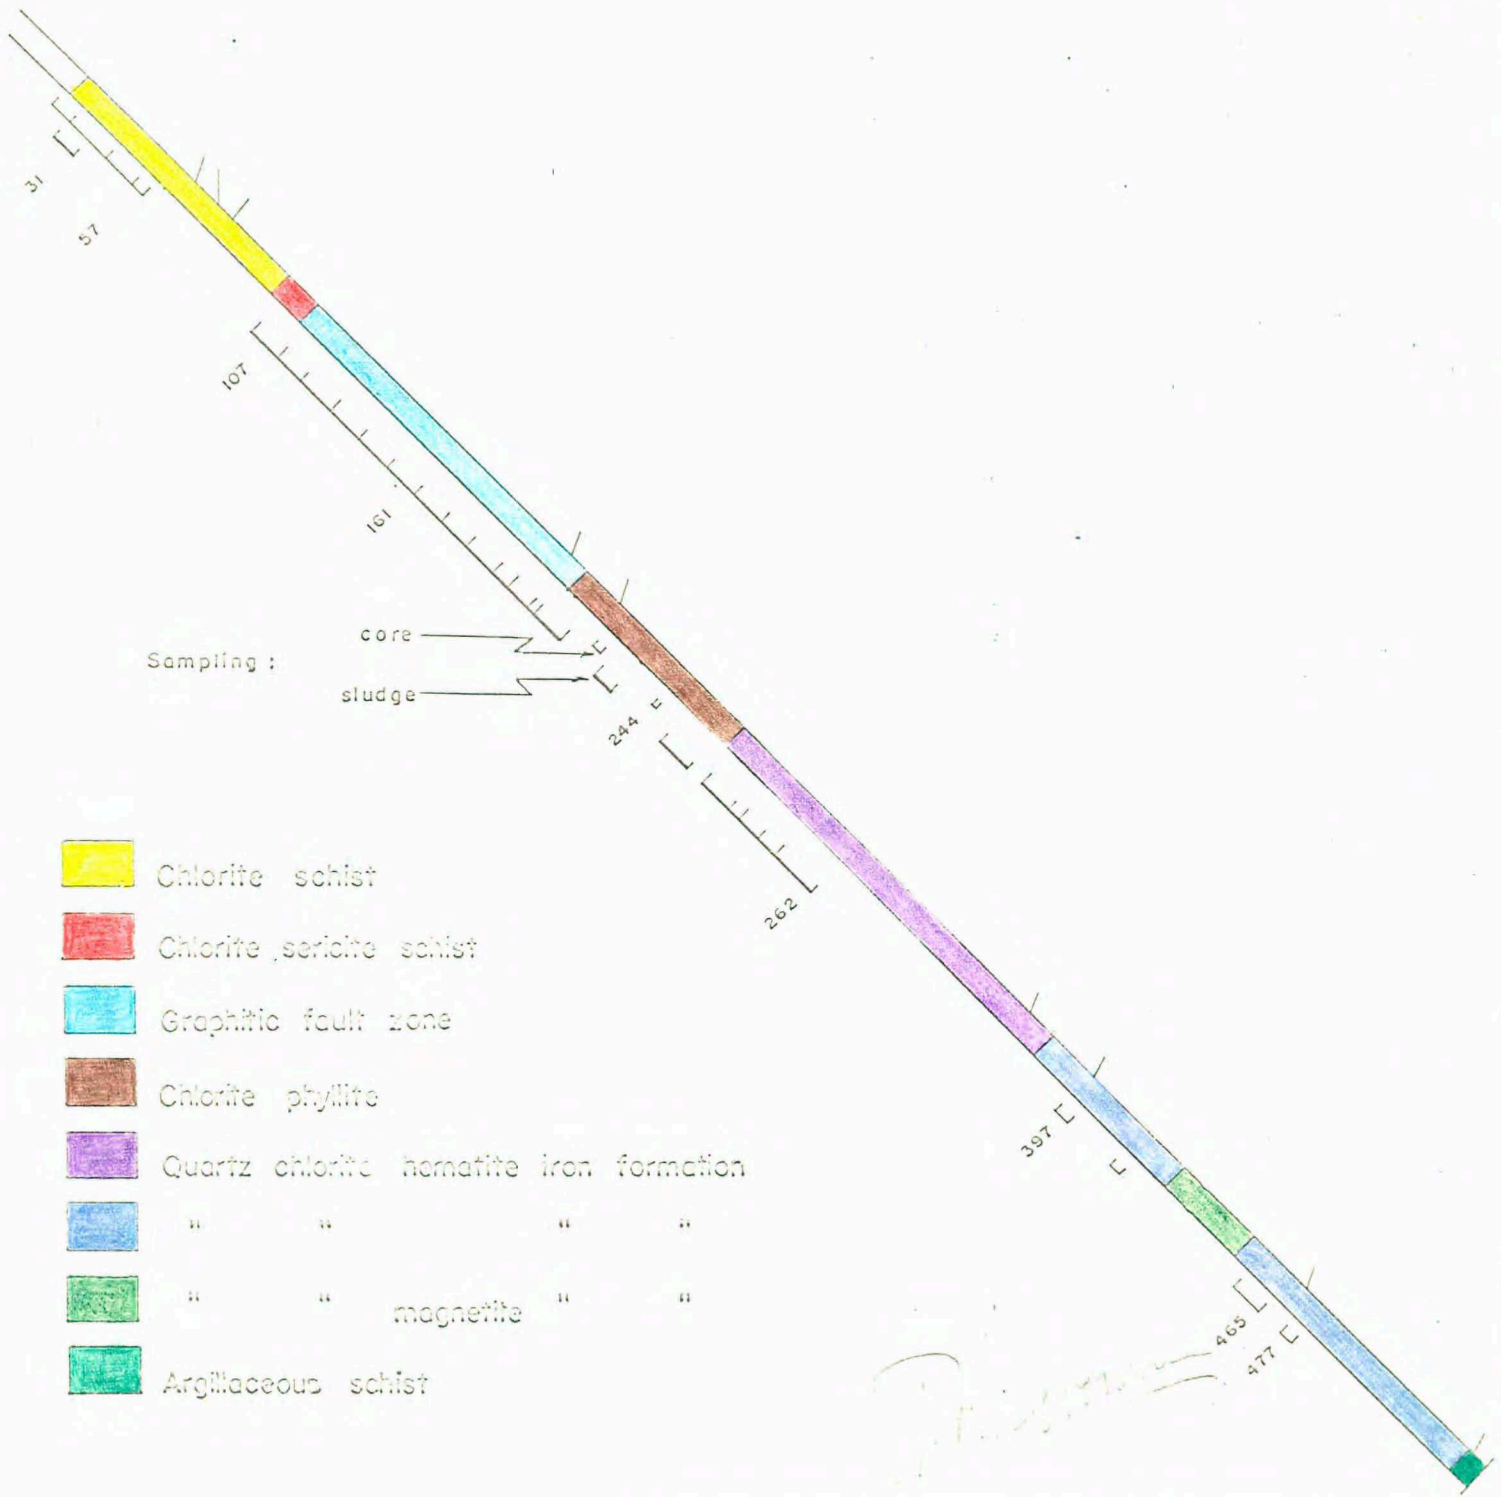 31
57
107
161
core
Sampling :
sludge
244
262
Chlorite schist
Chlorite sericite schist
Graphitic fault zone
Chlorite phyllite
Quartz chlorite hematite iron formation
" " " "
" " magnetite " "
Argillaceous schist
397
465
477